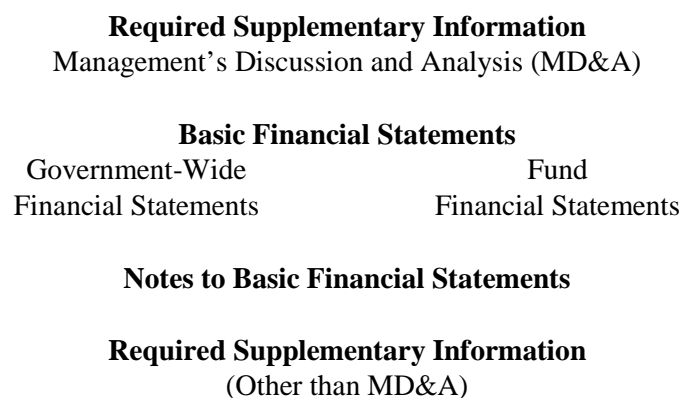 Required Supplementary Information
Management’s Discussion and Analysis (MD&A)
Basic Financial Statements
Government-Wide Fund
Financial Statements Financial Statements
Notes to Basic Financial Statements
Required Supplementary Information
(Other than MD&A)